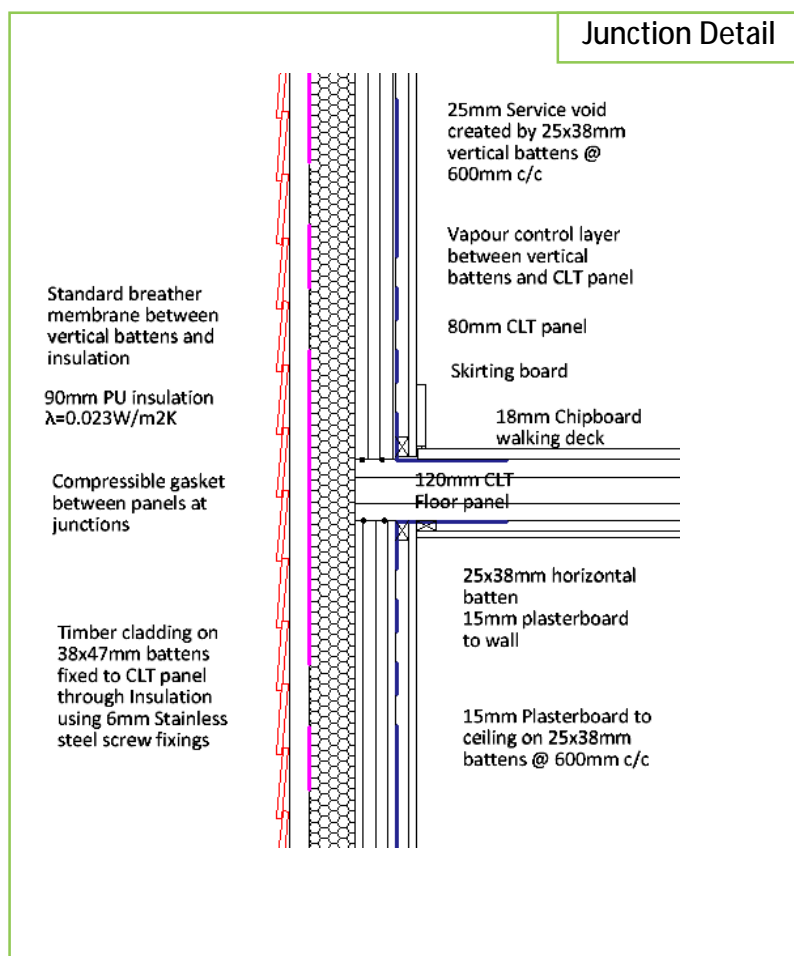 Junction Detail
25mm Service void
created by 25x38mm
vertical battens @
600mm c/c
Vapour control layer
between vertical
battens and CLT panel
80mm CLT panel
Skirting board
18mm Chipboard
walking deck
120mm CLT
Floor panel
25x38mm horizontal
batten
15mm plasterboard
to wall
15mm Plasterboard to
ceiling on 25x38mm
battens @ 600mm c/c
Standard breather
membrane between
vertical battens and
insulation
90mm PU insulation
λ=0.023W/m2K
Compressible gasket
between panels at
junctions
Timber cladding on
38x47mm battens
fixed to CLT panel
through Insulation
using 6mm Stainless
steel screw fixings